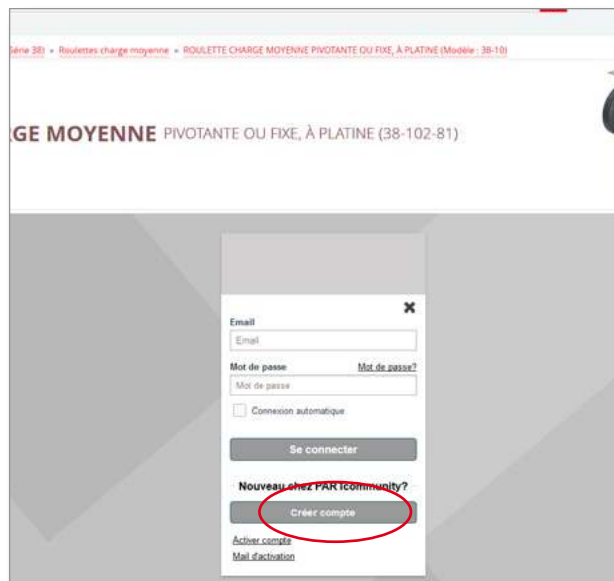 Série 38) » Roulettes charge moyenne » ROULETTE CHARGE MOYENNE PIVOTANTE OU FIXE, À PLATINE (Modèle : 38-10)
GE MOYENNE PIVOTANTE OU FIXE, À PLATINE (38-102-81)
Email
Email
Mot de passe Mot de passe?
Mot de passe
Connexion automatique
Se connecter
Nouveau chez PARTcommunity?
Créer compte
Activer compte
Mail d'activation